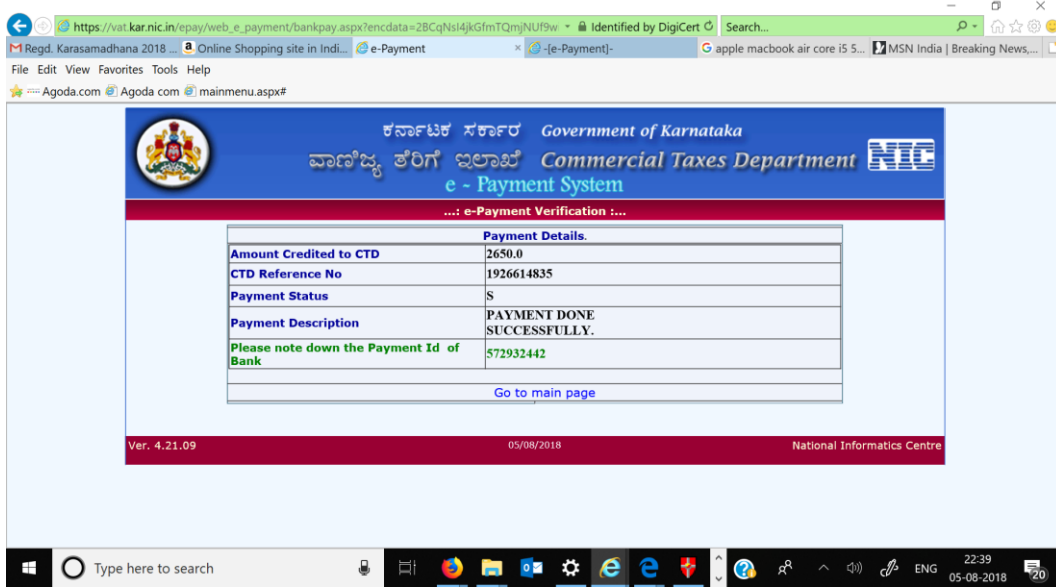 https://vat.kar.nic.in/epay/web_e_payment/bankpay.aspx?encdata=2BCqNsI4jkGfmTQmjNUf9w Identified by DigiCert Search...
Regd. Karasamadhana 2018 ... Online Shopping site in Indi... e-Payment × -[e-Payment]- apple macbook air core i5 5... MSN India | Breaking News,...
File Edit View Favorites Tools Help
Agoda.com Agoda com mainmenu.aspx#
ಕರ್ನಾಟಕ ಸರ್ಕಾರ Government of Karnataka
ವಾಣಿಜ್ಯ ತೆರಿಗೆ ಇಲಾಖೆ Commercial Taxes Department NIC
e - Payment System
...: e-Payment Verification :...
Payment Details.
Amount Credited to CTD 2650.0
CTD Reference No 1926614835
Payment Status S
Payment Description PAYMENT DONE
SUCCESSFULLY.
Please note down the Payment Id of
Bank 572932442
Go to main page
Ver. 4.21.09 05/08/2018 National Informatics Centre
Type here to search ENG 22:39
05-08-2018 20